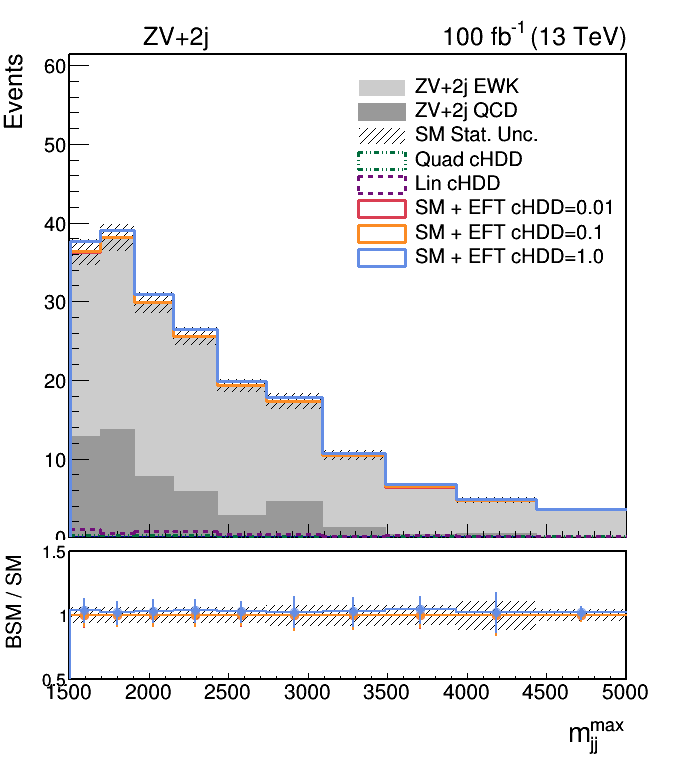 ZV+2j 100 fb-1 (13 TeV)
Events
60
50
40
30
20
10
0
ZV+2j EWK
ZV+2j QCD
SM Stat. Unc.
Quad cHDD
Lin cHDD
SM + EFT cHDD=0.01
SM + EFT cHDD=0.1
SM + EFT cHDD=1.0
BSM / SM
1.5
1
0.5
1500 2000 2500 3000 3500 4000 4500 5000
m_jj^max